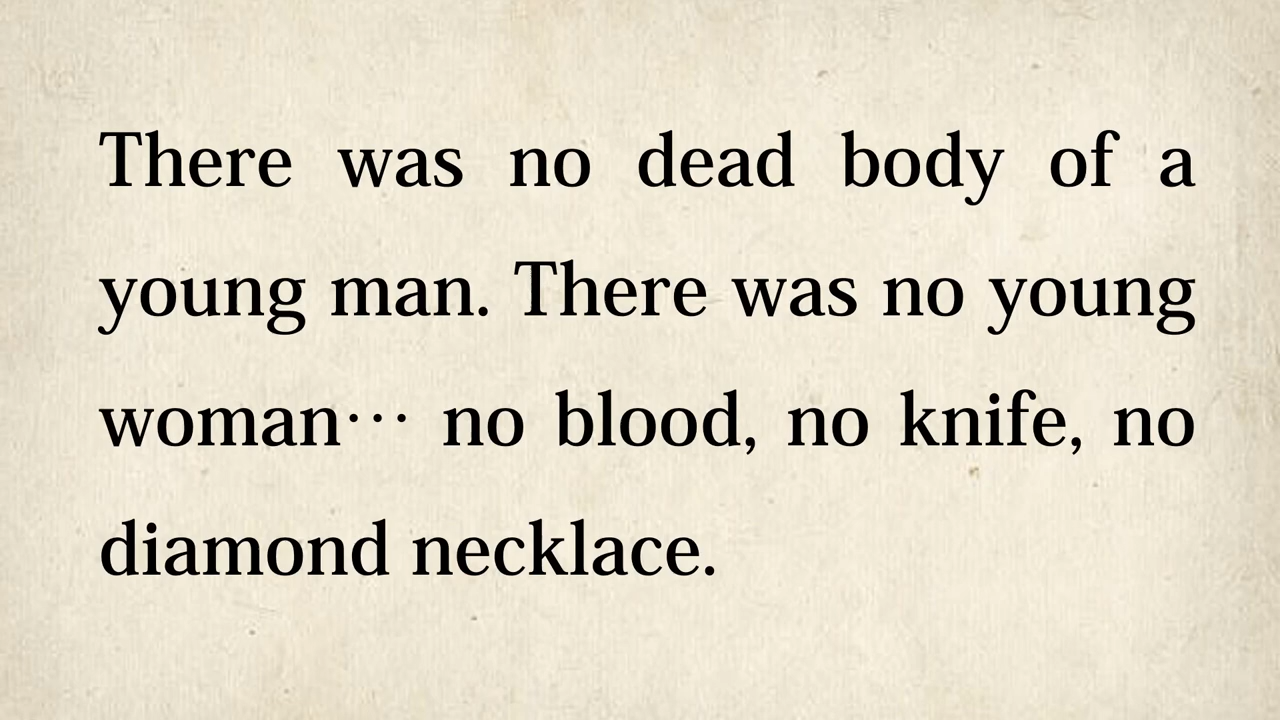 There was no dead body of a
young man. There was no young
woman··· no blood, no knife, no
diamond necklace.